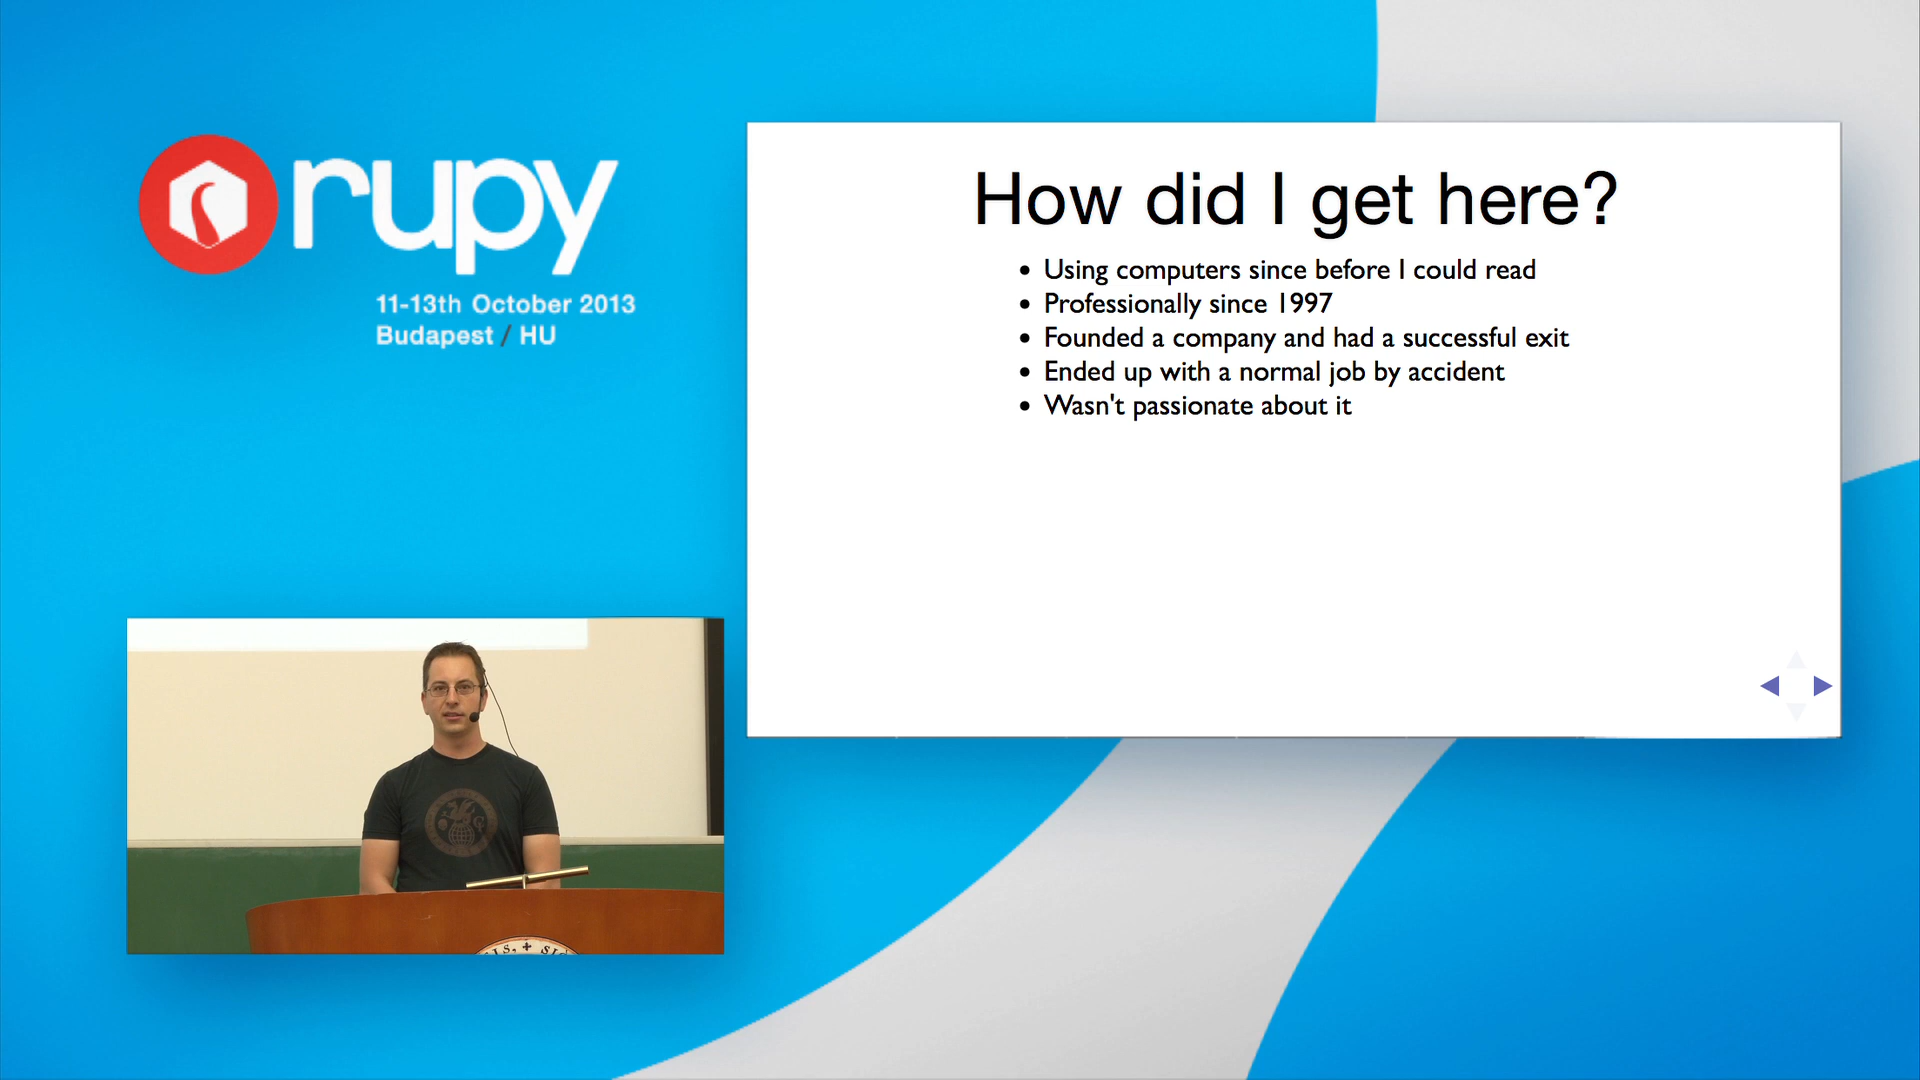 rupy
11-13th October 2013
Budapest / HU
How did I get here?
• Using computers since before I could read
• Professionally since 1997
• Founded a company and had a successful exit
• Ended up with a normal job by accident
• Wasn't passionate about it